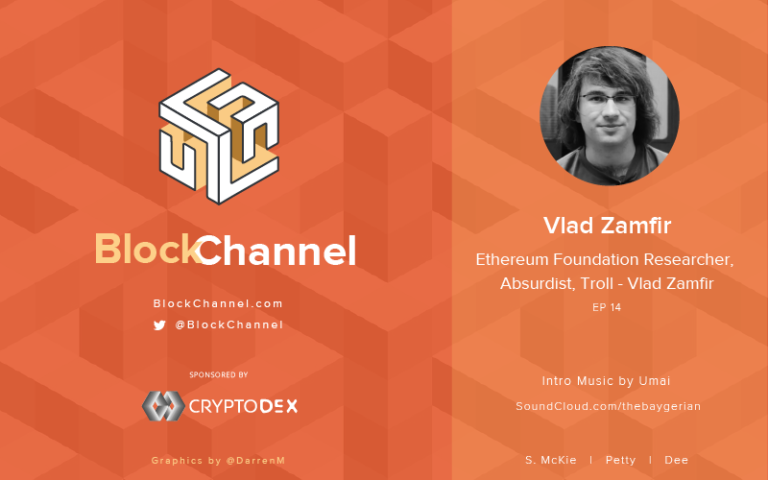 BlockChannel
BlockChannel.com
@BlockChannel
SPONSORED BY
CRYPTODEX
Graphics by @DarrenM
Vlad Zamfir
Ethereum Foundation Researcher,
Absurdist, Troll - Vlad Zamfir
EP 14
Intro Music by Umai
SoundCloud.com/thebaygerian
S. McKie | Petty | Dee